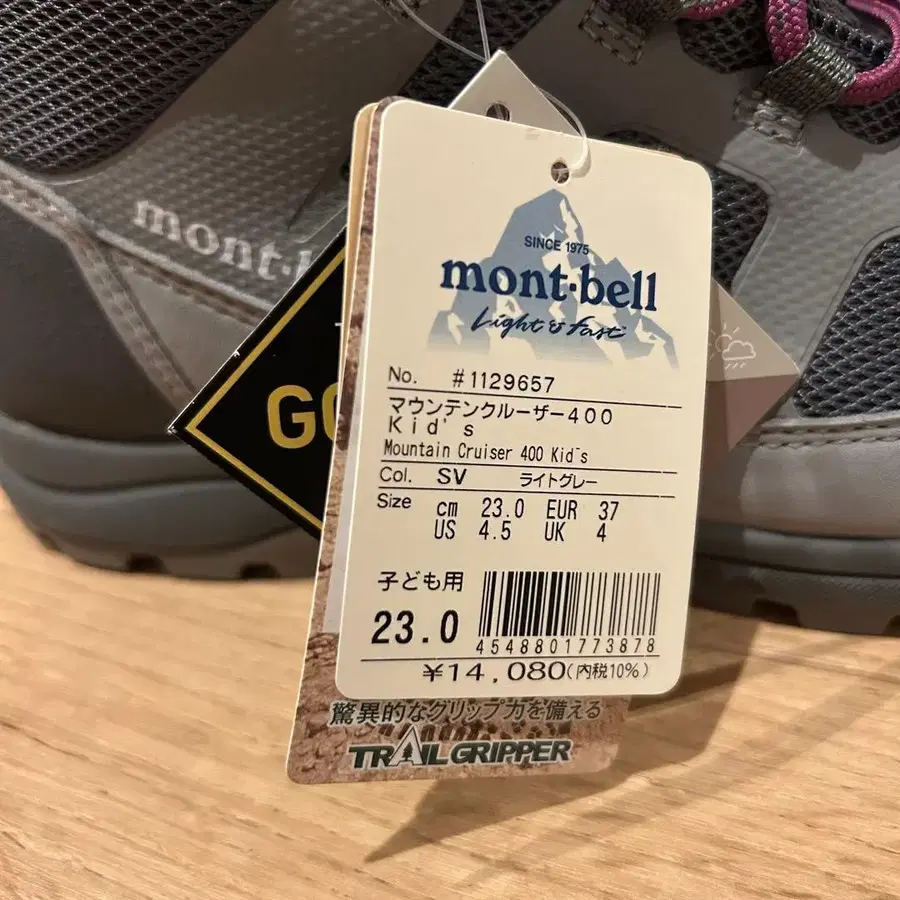 mont-b
GO
SINCE 1975
mont-bell
Light & Fast
No. #1129657
マウンテンクルーザー400
Kid's
Mountain Cruiser 400 Kid~s
Col. SV ライトグレー
Size cm 23.0 EUR 37
US 4.5 UK 4
子ども用
23.0
4548801773878
¥14,080(内税10%)
驚異的なグリップ力を備える
TRAIL GRIPPER